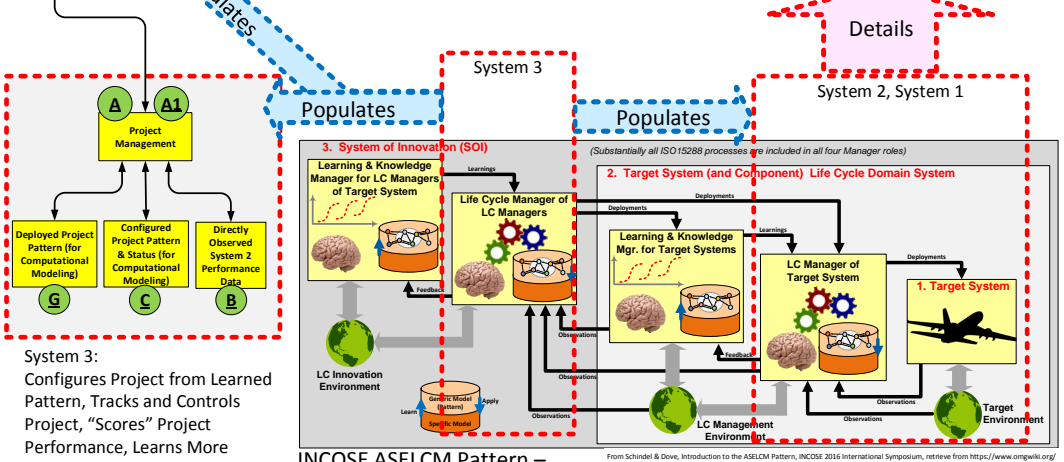 Populates
Details
System 3
System 2, System 1
Populates
Populates
A
A1
Project
Management
Deployed Project
Pattern (for
Computational
Modeling)
G
Configured
Project Pattern
& Status (for
Computational
Modeling)
C
Directly
Observed
System 2
Performance
Data
B
System 3:
Configures Project from Learned
Pattern, Tracks and Controls
Project, “Scores” Project
Performance, Learns More
3. System of Innovation (SOI)
(Substantially all ISO15288 processes are included in all four Manager roles)
Learning & Knowledge
Manager for LC Managers
of Target System
Learnings
Life Cycle Manager of
LC Managers
Feedback
LC Innovation
Environment
2. Target System (and Component) Life Cycle Domain System
Deployments
Deployments
Learning & Knowledge
Mgr. for Target Systems
Learnings
LC Manager of
Target System
Deployments
1. Target System
Observations
Feedback
Observations
Observations
Observations
Observations
LC Management
Environment
Target
Environment
Generic Model
(Pattern)
Learn
Apply
Specific Model
INCOSE ASELCM Pattern –
From Schindel & Dove, Introduction to the ASELCM Pattern, INCOSE 2016 International Symposium, retrieve from https://www.omgwiki.org/